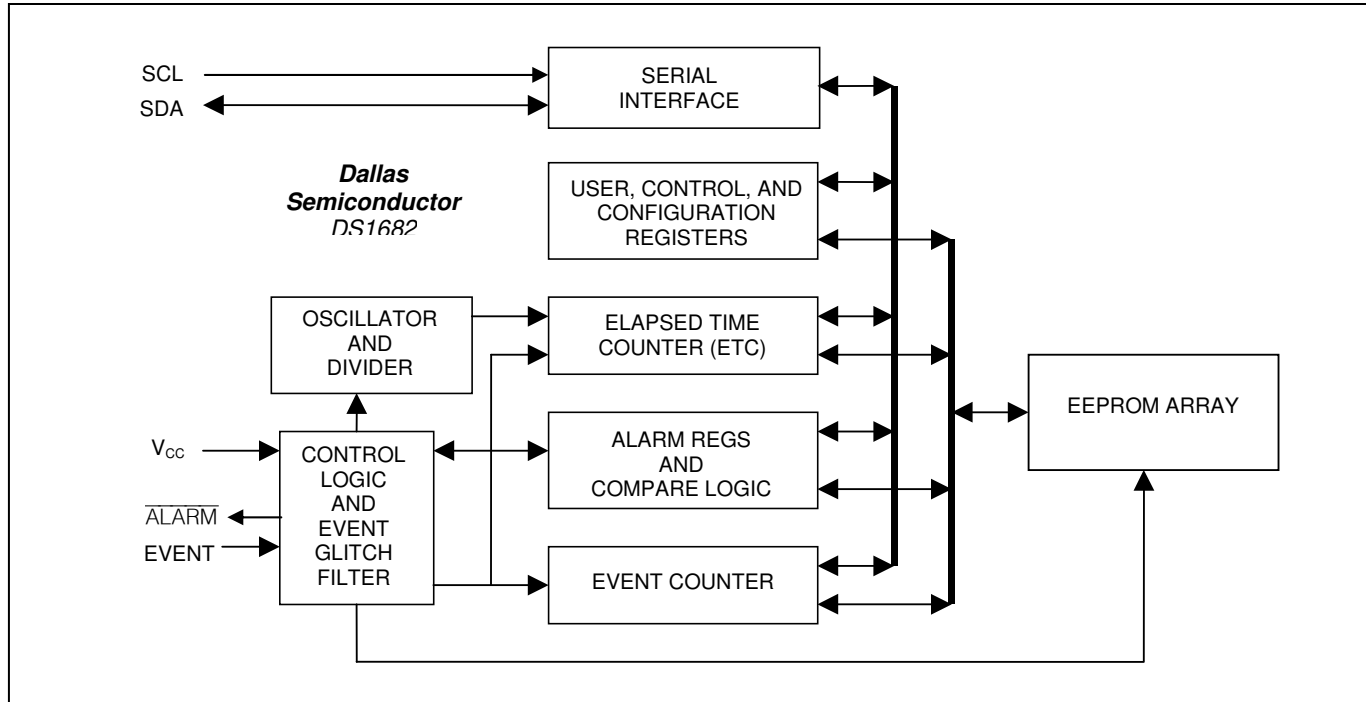 SCL
SDA
SERIAL
INTERFACE
Dallas
Semiconductor
DS1682
USER, CONTROL, AND
CONFIGURATION
REGISTERS
OSCILLATOR
AND
DIVIDER
ELAPSED TIME
COUNTER (ETC)
EEPROM ARRAY
VCC
ALARM
EVENT
CONTROL
LOGIC
AND
EVENT
GLITCH
FILTER
ALARM REGS
AND
COMPARE LOGIC
EVENT COUNTER